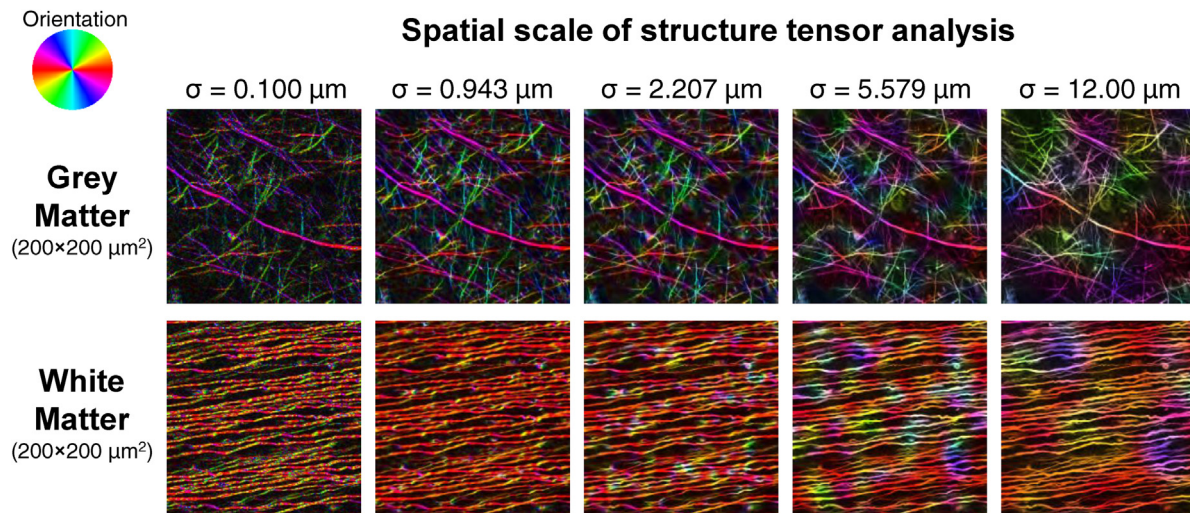 Orientation
Spatial scale of structure tensor analysis
σ = 0.100 μm
σ = 0.943 μm
σ = 2.207 μm
σ = 5.579 μm
σ = 12.00 μm
Grey
Matter
(200×200 μm²)
White
Matter
(200×200 μm²)